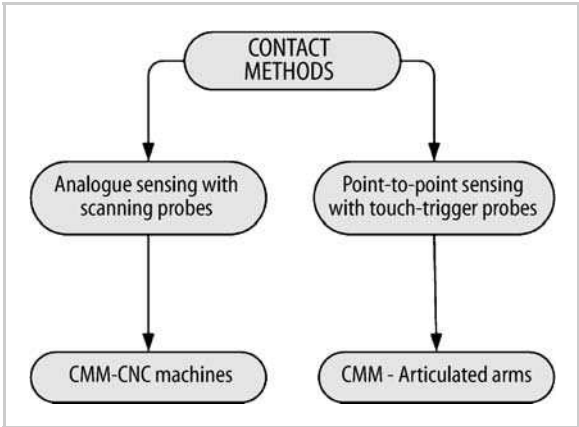 CONTACT
METHODS
Analogue sensing with
scanning probes
Point-to-point sensing
with touch-trigger probes
CMM-CNC machines
CMM - Articulated arms